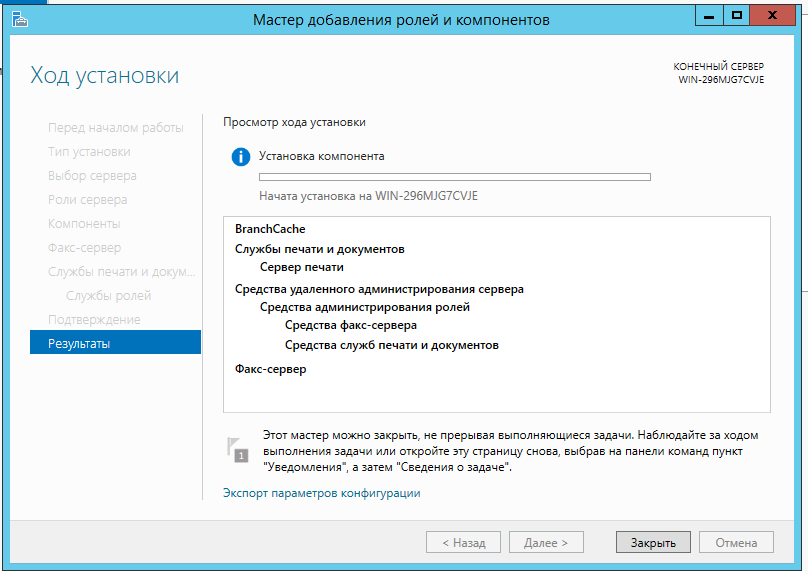 Мастер добавления ролей и компонентов
Ход установки
КОНЕЧНЫЙ СЕРВЕР
WIN-296MJG7CVJE
Перед началом работы
Тип установки
Выбор сервера
Роли сервера
Компоненты
Факс-сервер
Службы печати и докум...
Службы ролей
Подтверждение
Результаты
Просмотр хода установки
Установка компонента
Начата установка на WIN-296MJG7CVJE
BranchCache
Службы печати и документов
Сервер печати
Средства удаленного администрирования сервера
Средства администрирования ролей
Средства факс-сервера
Средства служб печати и документов
Факс-сервер
1
Этот мастер можно закрыть, не прерывая выполняющиеся задачи. Наблюдайте за ходом
выполнения задачи или откройте эту страницу снова, выбрав на панели команд пункт
"Уведомления", а затем "Сведения о задаче".
Экспорт параметров конфигурации
< Назад
Далее >
Закрыть
Отмена